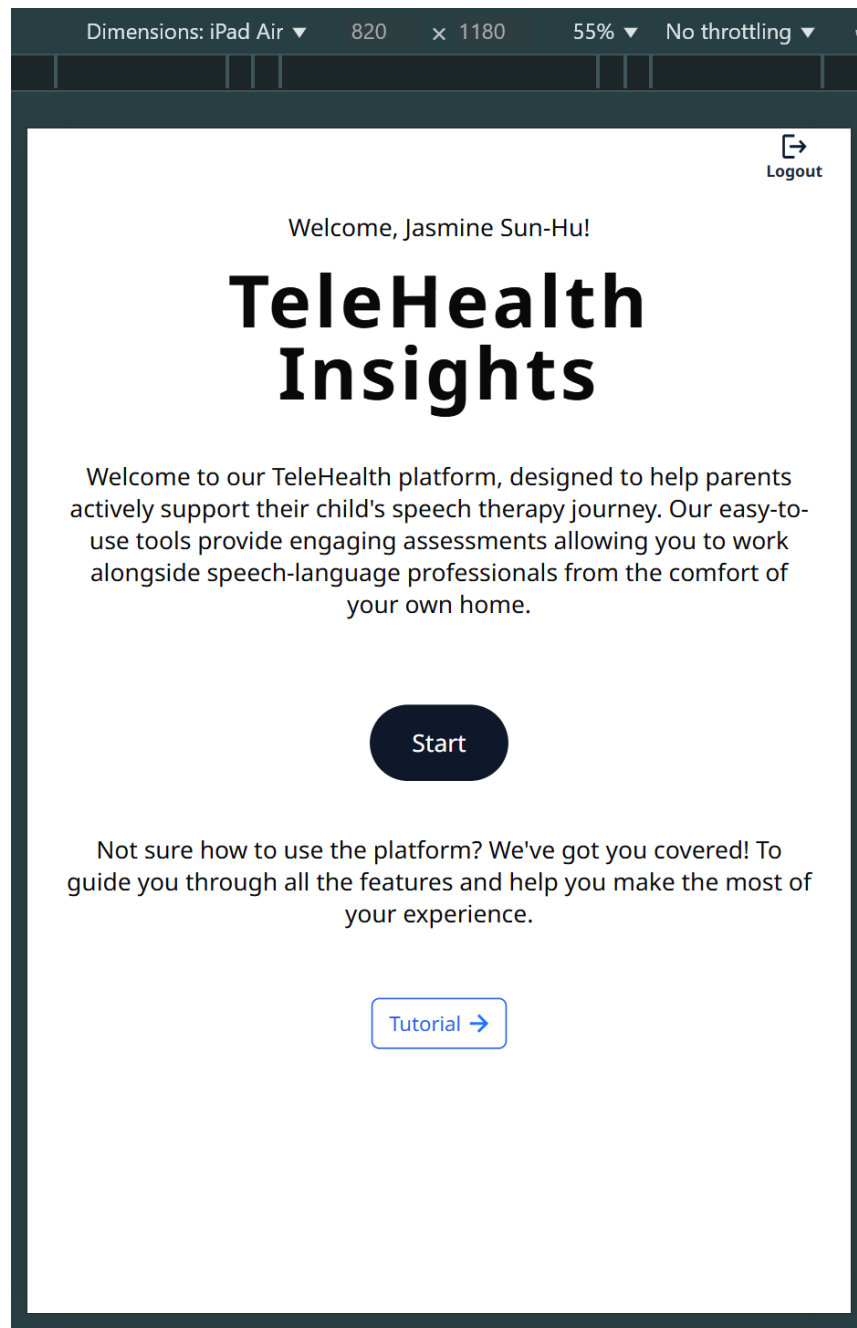 Dimensions: iPad Air ▼ 820 × 1180 55% ▼ No throttling ▼
Logout
Welcome, Jasmine Sun-Hu!
TeleHealth
Insights
Welcome to our TeleHealth platform, designed to help parents
actively support their child's speech therapy journey. Our easy-to-
use tools provide engaging assessments allowing you to work
alongside speech-language professionals from the comfort of
your own home.
Start
Not sure how to use the platform? We've got you covered! To
guide you through all the features and help you make the most of
your experience.
Tutorial →